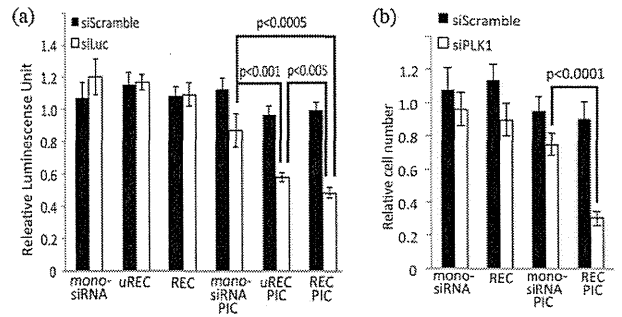 (a)
siScramble
siLuc
p<0.0005
p<0.001
p<0.005
Releative Luminescense Unit
1.4
1.2
1.0
0.8
0.6
0.4
0.2
0
mono-
siRNA
uREC
REC
mono-
siRNA
PIC
uREC
PIC
REC
PIC
(b)
siScramble
siPLK1
p<0.0001
Relative cell number
1.2
1.0
0.8
0.6
0.4
0.2
0
mono-
siRNA
REC
mono-
siRNA
PIC
REC
PIC